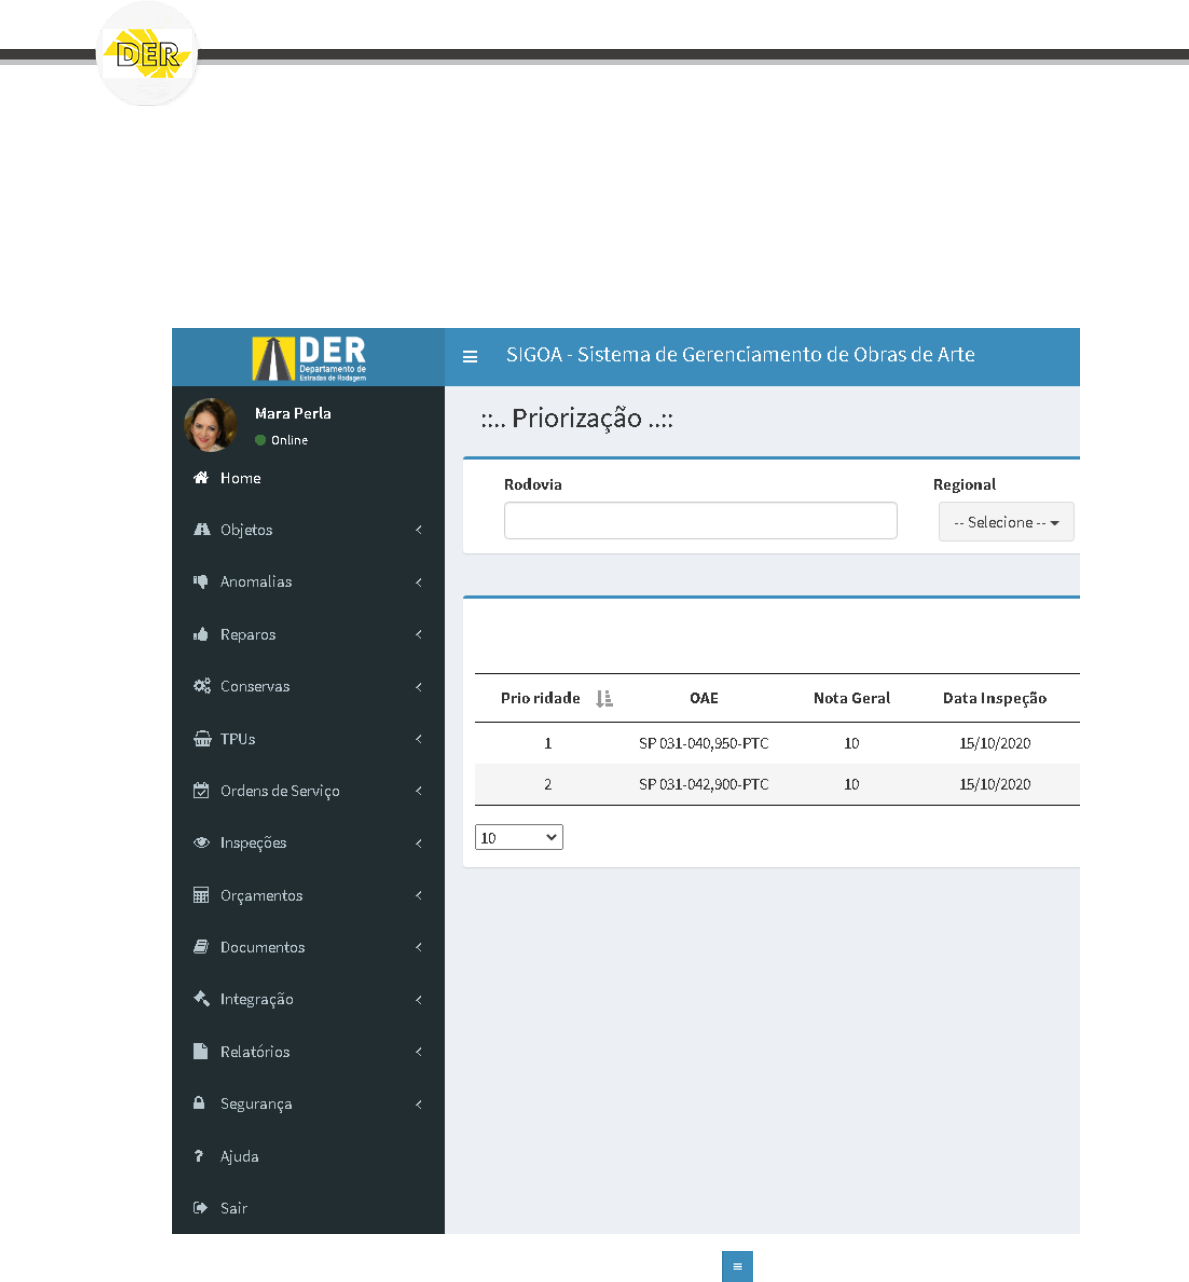 DER
DER
Departamento de
Estradas de Rodagem
SIGOA - Sistema de Gerenciamento de Obras de Arte
Mara Perla
Online
Home
Objetos
Anomalias
Reparos
Conservas
TPUs
Ordens de Serviço
Inspeções
Orçamentos
Documentos
Integração
Relatórios
Segurança
Ajuda
Sair
::.. Priorização ..::
Rodovia
Regional
-- Selecione --
Prioridade OAE Nota Geral Data Inspeção
1 SP 031-040,950-PTC 10 15/10/2020
2 SP 031-042,900-PTC 10 15/10/2020
10